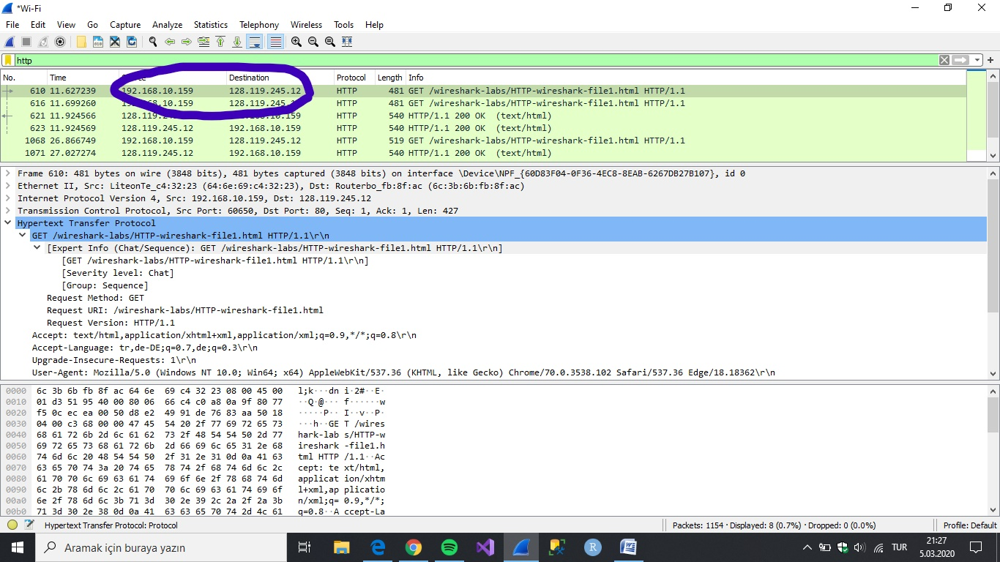 *Wi-Fi
File Edit View Go Capture Analyze Statistics Telephony Wireless Tools Help
http
No. Time Destination Protocol Length Info
610 11.627239 192.168.10.159 128.119.245.12 HTTP 481 GET /wireshark-labs/HTTP-wireshark-file1.html HTTP/1.1
616 11.699260 192.168.10.159 128.119.245.12 HTTP 481 GET /wireshark-labs/HTTP-wireshark-file1.html HTTP/1.1
621 11.924566 128.119.245.12 192.168.10.159 HTTP 540 HTTP/1.1 200 OK (text/html)
623 11.924569 128.119.245.12 192.168.10.159 HTTP 540 HTTP/1.1 200 OK (text/html)
1068 26.866749 192.168.10.159 128.119.245.12 HTTP 519 GET /wireshark-labs/HTTP-wireshark-file1.html HTTP/1.1
1071 27.027274 128.119.245.12 192.168.10.159 HTTP 540 HTTP/1.1 200 OK (text/html)
Frame 610: 481 bytes on wire (3848 bits), 481 bytes captured (3848 bits) on interface \Device\NPF_{60D83F04-0F36-4EC8-8EAB-6267DB27B107}, id 0
Ethernet II, Src: LiteonTe_c4:32:23 (64:6e:69:c4:32:23), Dst: Routerbo_fb:8f:ac (6c:3b:6b:fb:8f:ac)
Internet Protocol Version 4, Src: 192.168.10.159, Dst: 128.119.245.12
Transmission Control Protocol, Src Port: 60650, Dst Port: 80, Seq: 1, Ack: 1, Len: 427
Hypertext Transfer Protocol
GET /wireshark-labs/HTTP-wireshark-file1.html HTTP/1.1\r\n
[Expert Info (Chat/Sequence): GET /wireshark-labs/HTTP-wireshark-file1.html HTTP/1.1\r\n]
[GET /wireshark-labs/HTTP-wireshark-file1.html HTTP/1.1\r\n]
[Severity level: Chat]
[Group: Sequence]
Request Method: GET
Request URI: /wireshark-labs/HTTP-wireshark-file1.html
Request Version: HTTP/1.1
Accept: text/html,application/xhtml+xml,application/xml;q=0.9,*/*;q=0.8\r\n
Accept-Language: tr,de-DE;q=0.7,de;q=0.3\r\n
Upgrade-Insecure-Requests: 1\r\n
User-Agent: Mozilla/5.0 (Windows NT 10.0; Win64; x64) AppleWebKit/537.36 (KHTML, like Gecko) Chrome/70.0.3538.102 Safari/537.36 Edge/18.18362\r\n
0000 6c 3b 6b fb 8f ac 64 6e 69 c4 32 23 08 00 45 00 l;k···dn i·2#··E·
0010 01 d3 51 95 40 00 80 06 66 c4 c0 a8 0a 9f 80 77 ··Q·@··· f······w
0020 f5 0c ec ea 00 50 d8 e2 49 91 de 76 83 aa 50 18 ·····P·· I··v··P·
0030 04 00 c3 68 00 00 47 45 54 20 2f 77 69 72 65 73 ···h··GE T /wires
0040 68 61 72 6b 2d 6c 61 62 73 2f 48 54 54 50 2d 77 hark-lab s/HTTP-w
0050 69 72 65 73 68 61 72 6b 2d 66 69 6c 65 31 2e 68 ireshark -file1.h
0060 74 6d 6c 20 48 54 54 50 2f 31 2e 31 0d 0a 41 63 tml HTTP /1.1··Ac
0070 63 65 70 74 3a 20 74 65 78 74 2f 68 74 6d 6c 2c cept: te xt/html,
0080 61 70 70 6c 69 63 61 74 69 6f 6e 2f 78 68 74 6d applicat ion/xhtm
0090 6c 2b 78 6d 6c 2c 61 70 70 6c 69 63 61 74 69 6f l+xml,ap plicatio
00a0 6e 2f 78 6d 6c 3b 71 3d 30 2e 39 2c 2a 2f 2a 3b n/xml;q= 0.9,*/*;
00b0 71 3d 30 2e 38 0d 0a 41 63 63 65 70 74 2d 4c 61 q=0.8··A ccept-La
Hypertext Transfer Protocol: Protocol Packets: 1154 · Displayed: 8 (0.7%) · Dropped: 0 (0.0%) Profile: Default
Aramak için buraya yazın TUR 21:27
5.03.2020